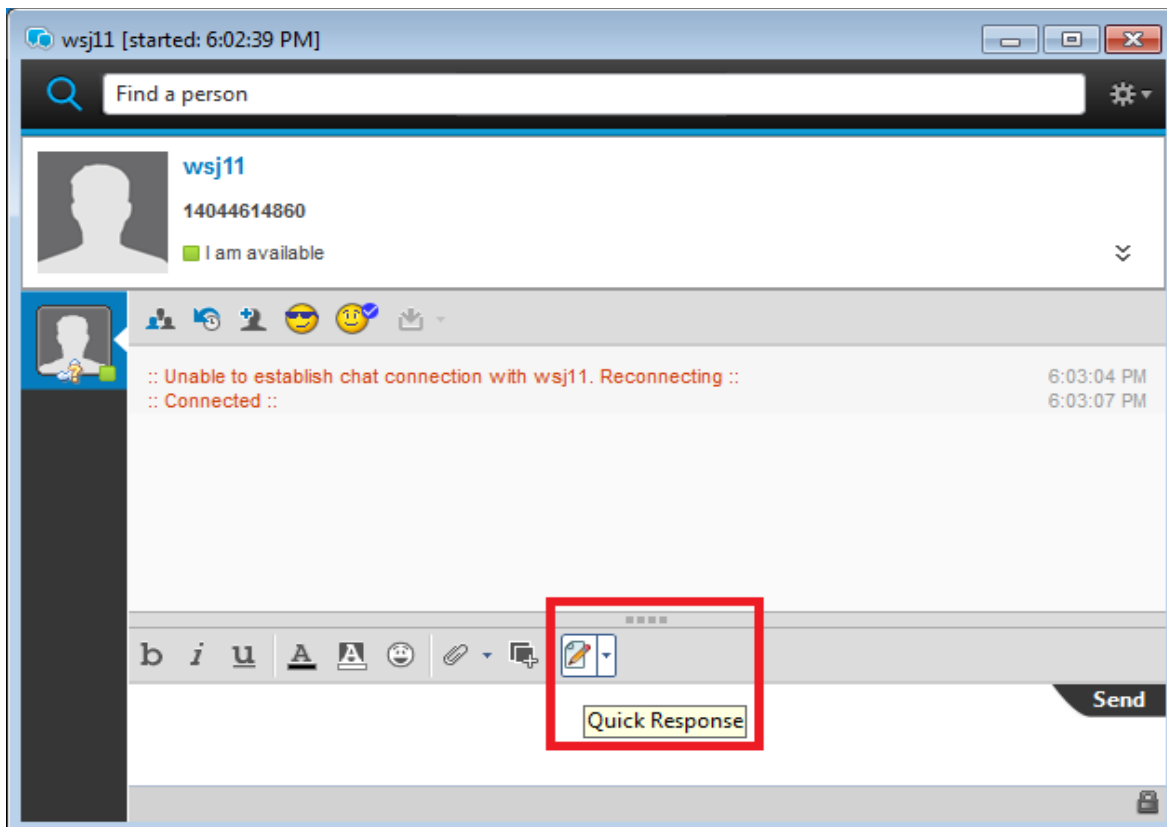 wsj11 [started: 6:02:39 PM]
Find a person
wsj11
14044614860
I am available
:: Unable to establish chat connection with wsj11. Reconnecting :: 6:03:04 PM
:: Connected :: 6:03:07 PM
b i u A A
Send
Quick Response